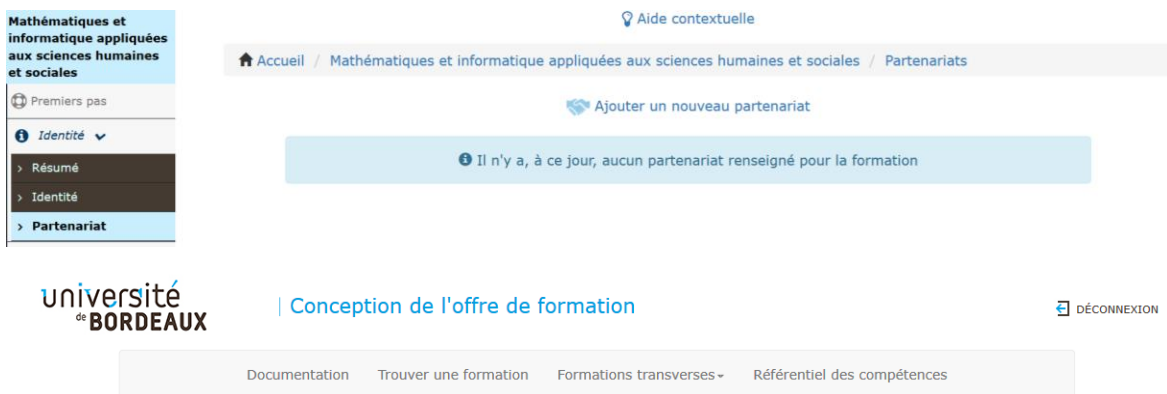 Mathématiques et
informatique appliquées
aux sciences humaines
et sociales
Premiers pas
Identité
> Résumé
> Identité
> Partenariat
Aide contextuelle
Accueil / Mathématiques et informatique appliquées aux sciences humaines et sociales / Partenariats
Ajouter un nouveau partenariat
Il n'y a, à ce jour, aucun partenariat renseigné pour la formation
université
de BORDEAUX
| Conception de l'offre de formation
DÉCONNEXION
Documentation Trouver une formation Formations transverses Référentiel des compétences